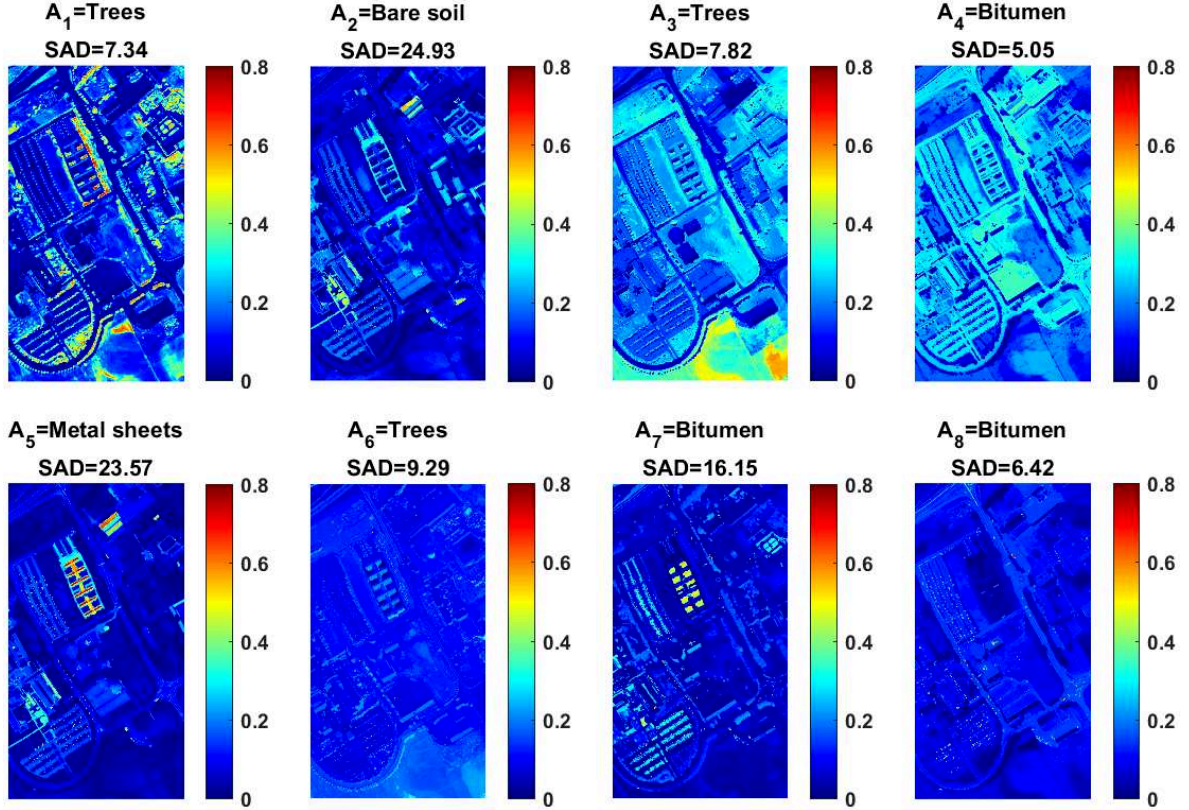 A₁=Trees
SAD=7.34
0.8
0.6
0.4
0.2
0
A₂=Bare soil
SAD=24.93
0.8
0.6
0.4
0.2
0
A₃=Trees
SAD=7.82
0.8
0.6
0.4
0.2
0
A₄=Bitumen
SAD=5.05
0.8
0.6
0.4
0.2
0
A₅=Metal sheets
SAD=23.57
0.8
0.6
0.4
0.2
0
A₆=Trees
SAD=9.29
0.8
0.6
0.4
0.2
0
A₇=Bitumen
SAD=16.15
0.8
0.6
0.4
0.2
0
A₈=Bitumen
SAD=6.42
0.8
0.6
0.4
0.2
0